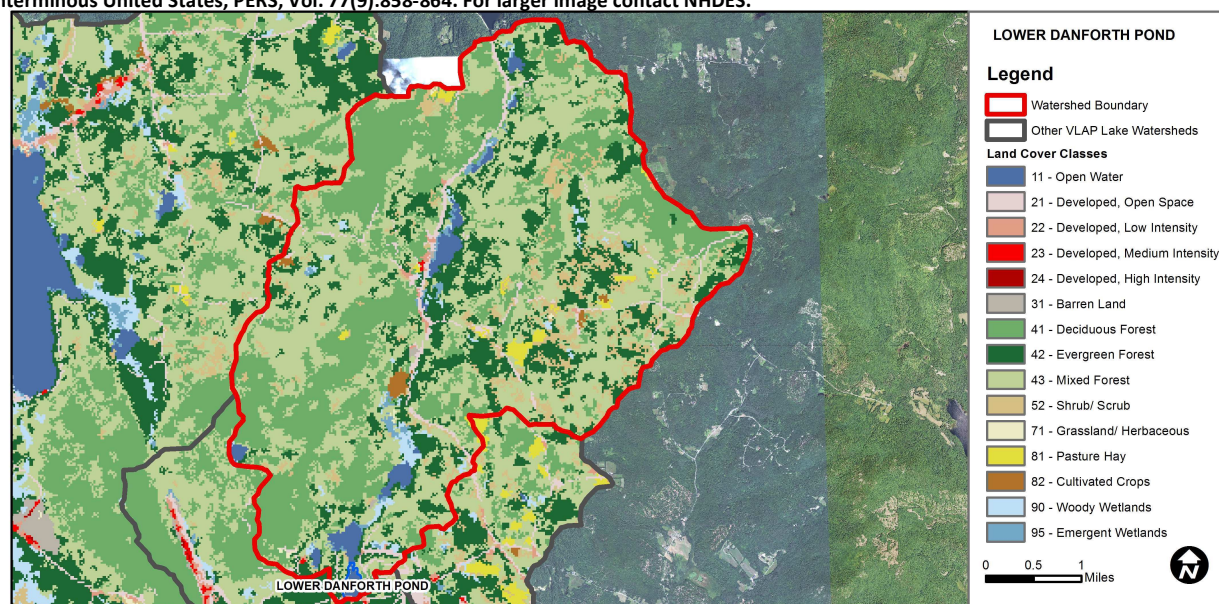 nterminous United States, PERS, Vol. 77(9):858-864. For larger image contact NHDES.
LOWER DANFORTH POND
Legend
Watershed Boundary
Other VLAP Lake Watersheds
Land Cover Classes
11 - Open Water
21 - Developed, Open Space
22 - Developed, Low Intensity
23 - Developed, Medium Intensity
24 - Developed, High Intensity
31 - Barren Land
41 - Deciduous Forest
42 - Evergreen Forest
43 - Mixed Forest
52 - Shrub/ Scrub
71 - Grassland/ Herbaceous
81 - Pasture Hay
82 - Cultivated Crops
90 - Woody Wetlands
95 - Emergent Wetlands
0 0.5 1
Miles
N
LOWER DANFORTH POND